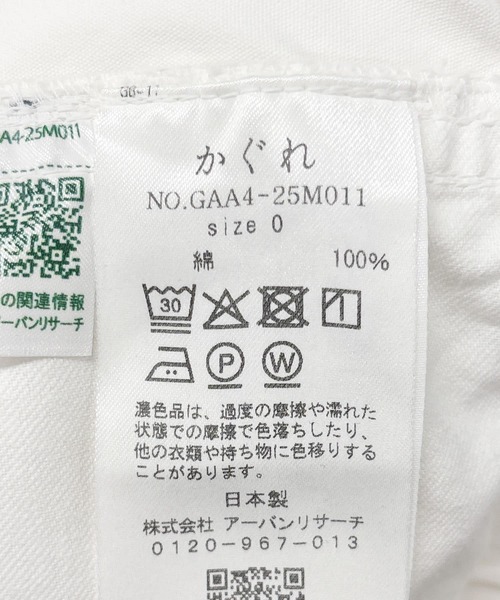 GB-17
かぐれ
NO.GAA4-25M011
size 0
綿 100%
30
P
W
濃色品は、過度の摩擦や濡れた
状態での摩擦で色落ちしたり、
他の衣類や持ち物に色移りする
ことがあります。
日本製
株式会社 アーバンリサーチ
0120-967-013
A4-25M011
の関連情報
アーバンリサーチ